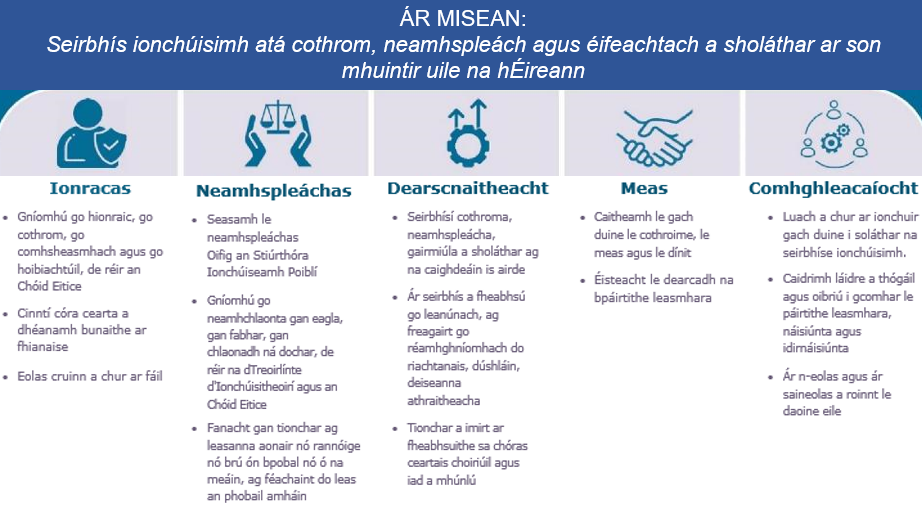 ÁR MISEAN:
Seirbhís ionchúisimh atá cothrom, neamhspleách agus éifeachtach a sholáthar ar son
mhuintir uile na hÉireann
Ionracas
• Gníomhú go hionraic, go
cothrom, go
comhsheasmhach agus go
hoibiachtúil, de réir an
Chóid Eitice
• Cinntí córa cearta a
dhéanamh bunaithe ar
fhianaise
• Eolas cruinn a chur ar fáil
Neamhspleáchas
• Seasamh le
neamhspleáchas
Oifig an Stiúrthóra
Ionchúiseamh Poiblí
• Gníomhú go
neamhchlaonta gan eagla,
gan fabhar, gan
chlaonadh ná dochar, de
réir na dTreoirlínte
d'Ionchúisitheoirí agus an
Chóid Eitice
• Fanacht gan tionchar ag
leasanna aonair nó rannóige
nó brú ón bpobal nó ó na
meáin, ag féachaint do leas
an phobail amháin
Dearscnaitheacht
• Seirbhísí cothroma,
neamhspleácha,
gairmiúla a sholáthar ag
na caighdeáin is airde
• Ár seirbhís a fheabhsú
go leanúnach, ag
freagairt go
réamhghníomhach do
riachtanais, dúshláin,
deiseanna
athraitheacha
• Tionchar a imirt ar
fheabhsuithe sa chóras
ceartais choiriúil agus
iad a mhúnlú
Meas
• Caitheamh le gach
duine le cothroime, le
meas agus le dínit
• Éisteacht le dearcadh na
bpáirtithe leasmhara
Comhghleacaíocht
• Luach a chur ar ionchuir
gach duine i soláthar na
seirbhíse ionchúisimh.
• Caidrimh láidre a thógáil
agus oibriú i gcomhar le
páirtithe leasmhara,
náisiúnta agus
idirnáisiúnta
• Ár n-eolas agus ár
saineolas a roinnt le
daoine eile